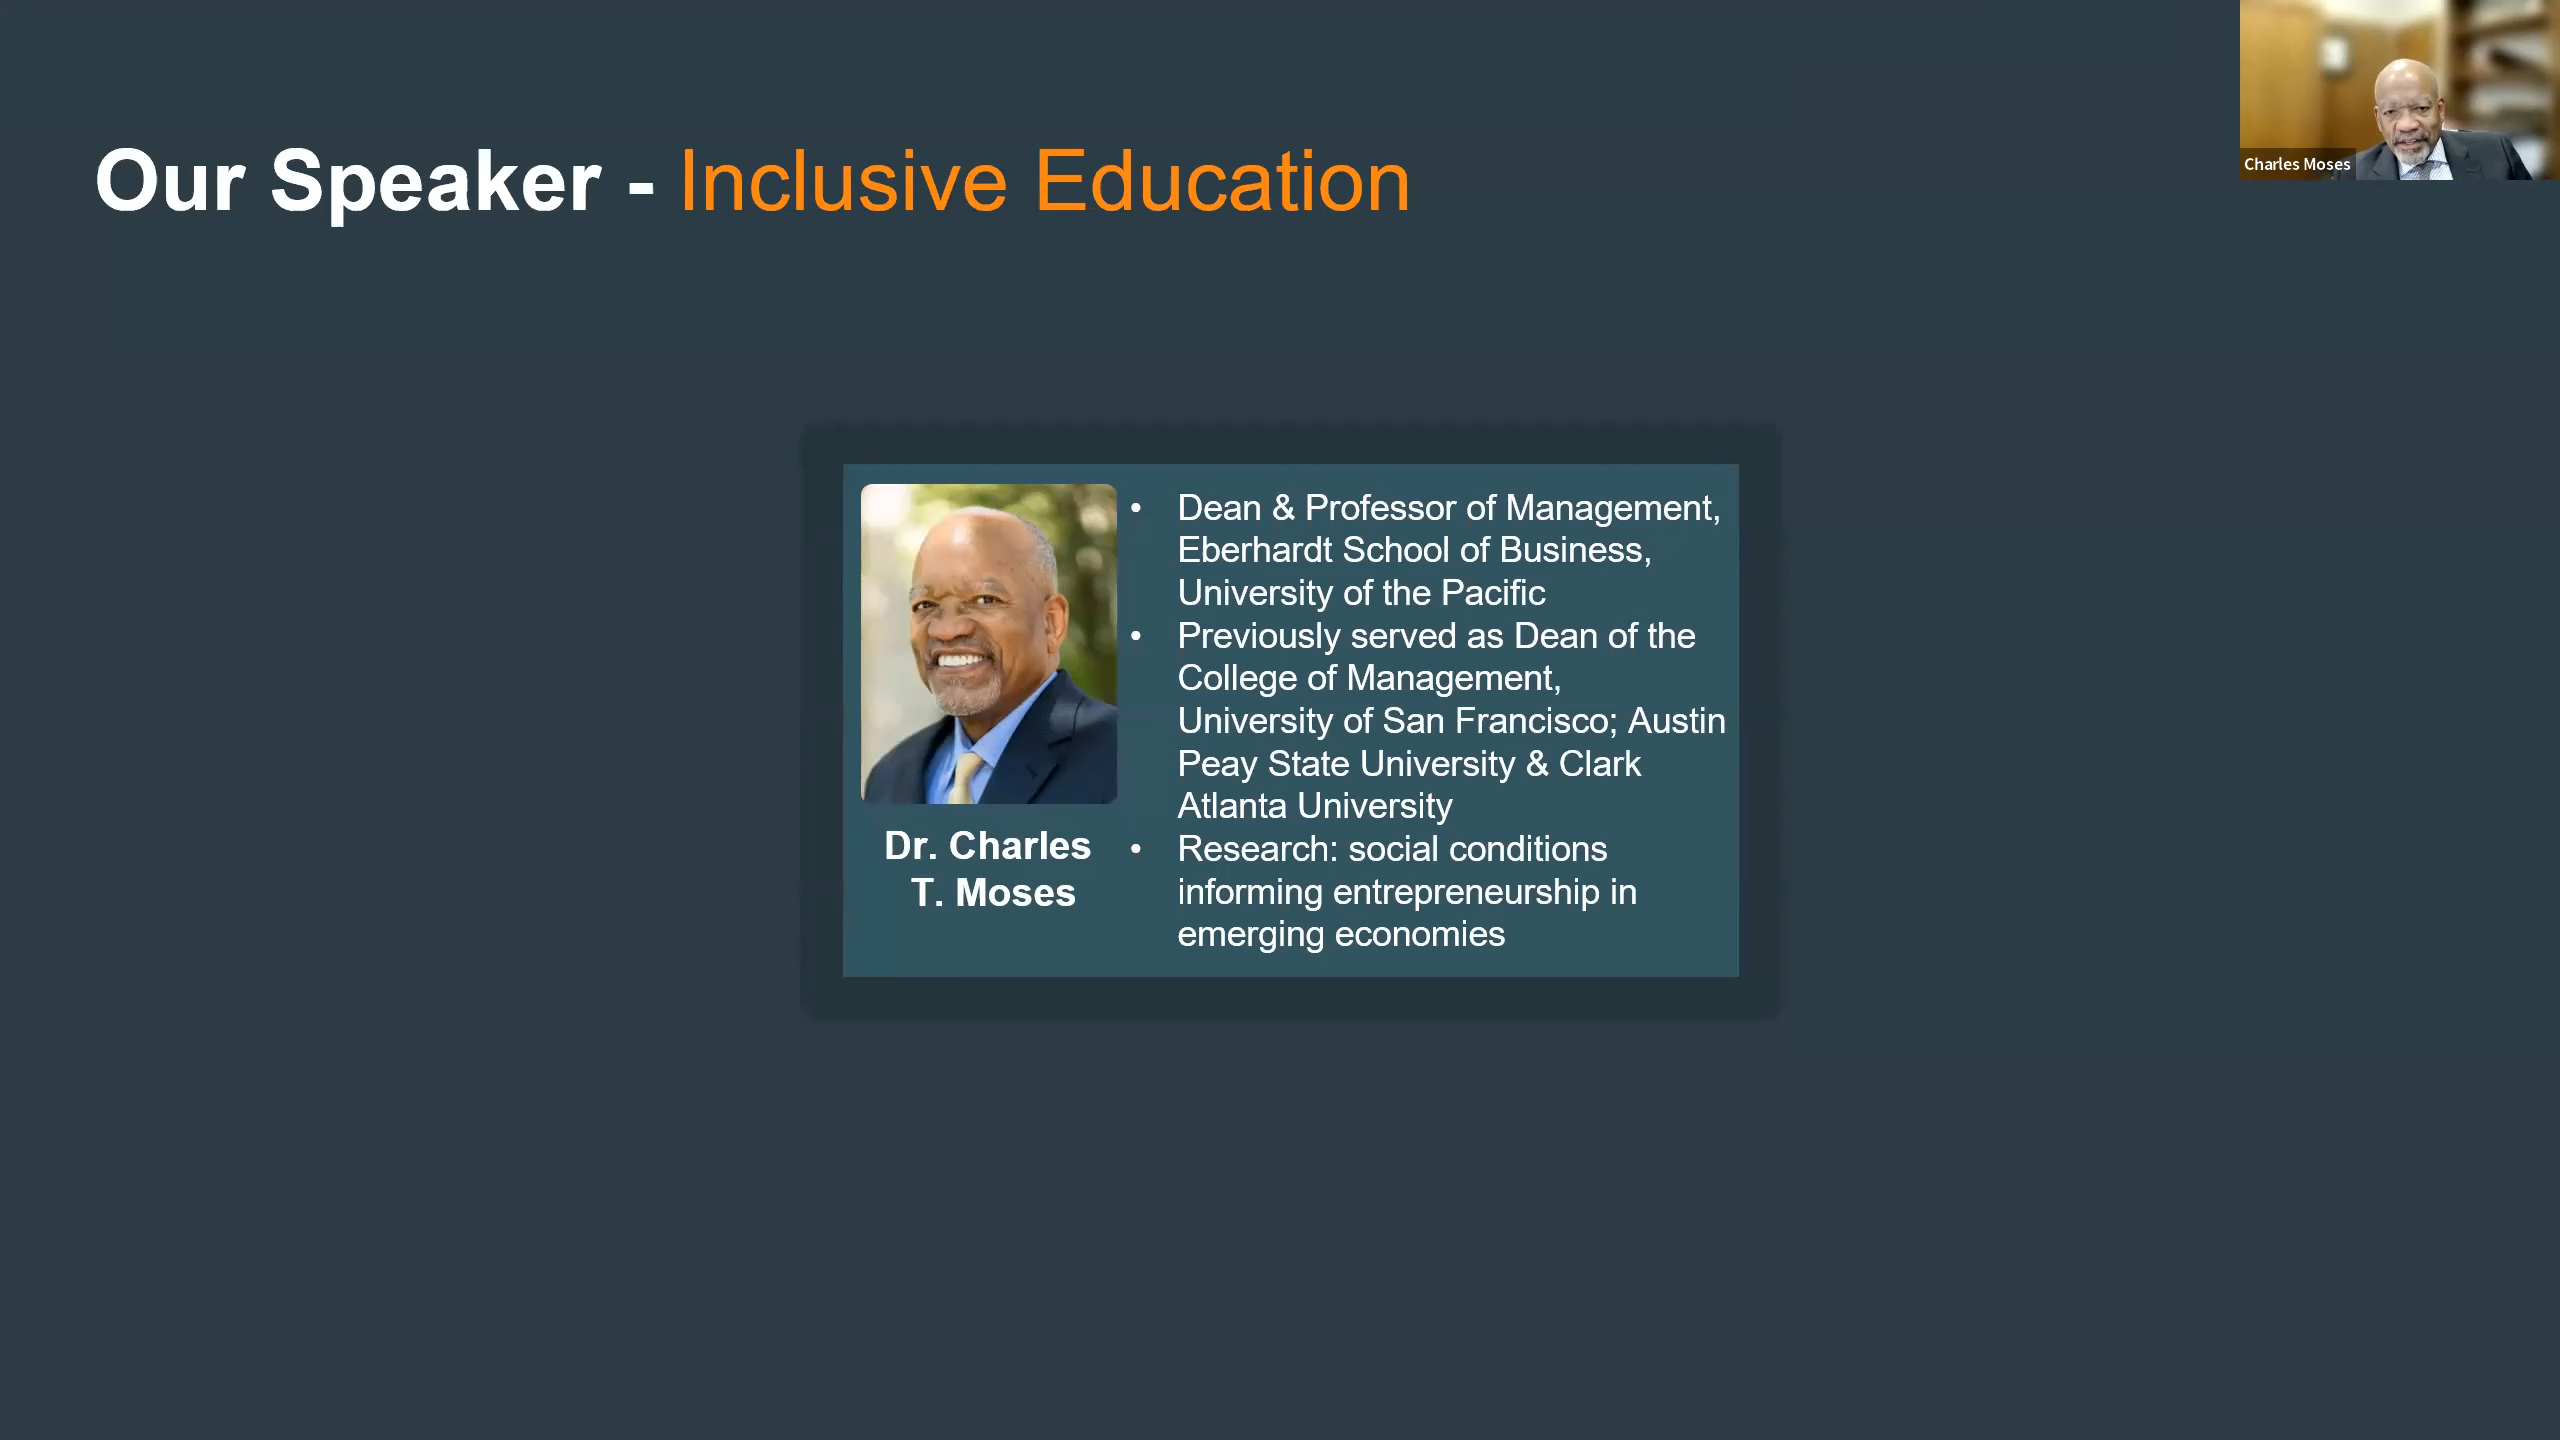 Our Speaker - Inclusive Education
Charles Moses
Dr. Charles
T. Moses
• Dean & Professor of Management,
Eberhardt School of Business,
University of the Pacific
• Previously served as Dean of the
College of Management,
University of San Francisco; Austin
Peay State University & Clark
Atlanta University
• Research: social conditions
informing entrepreneurship in
emerging economies